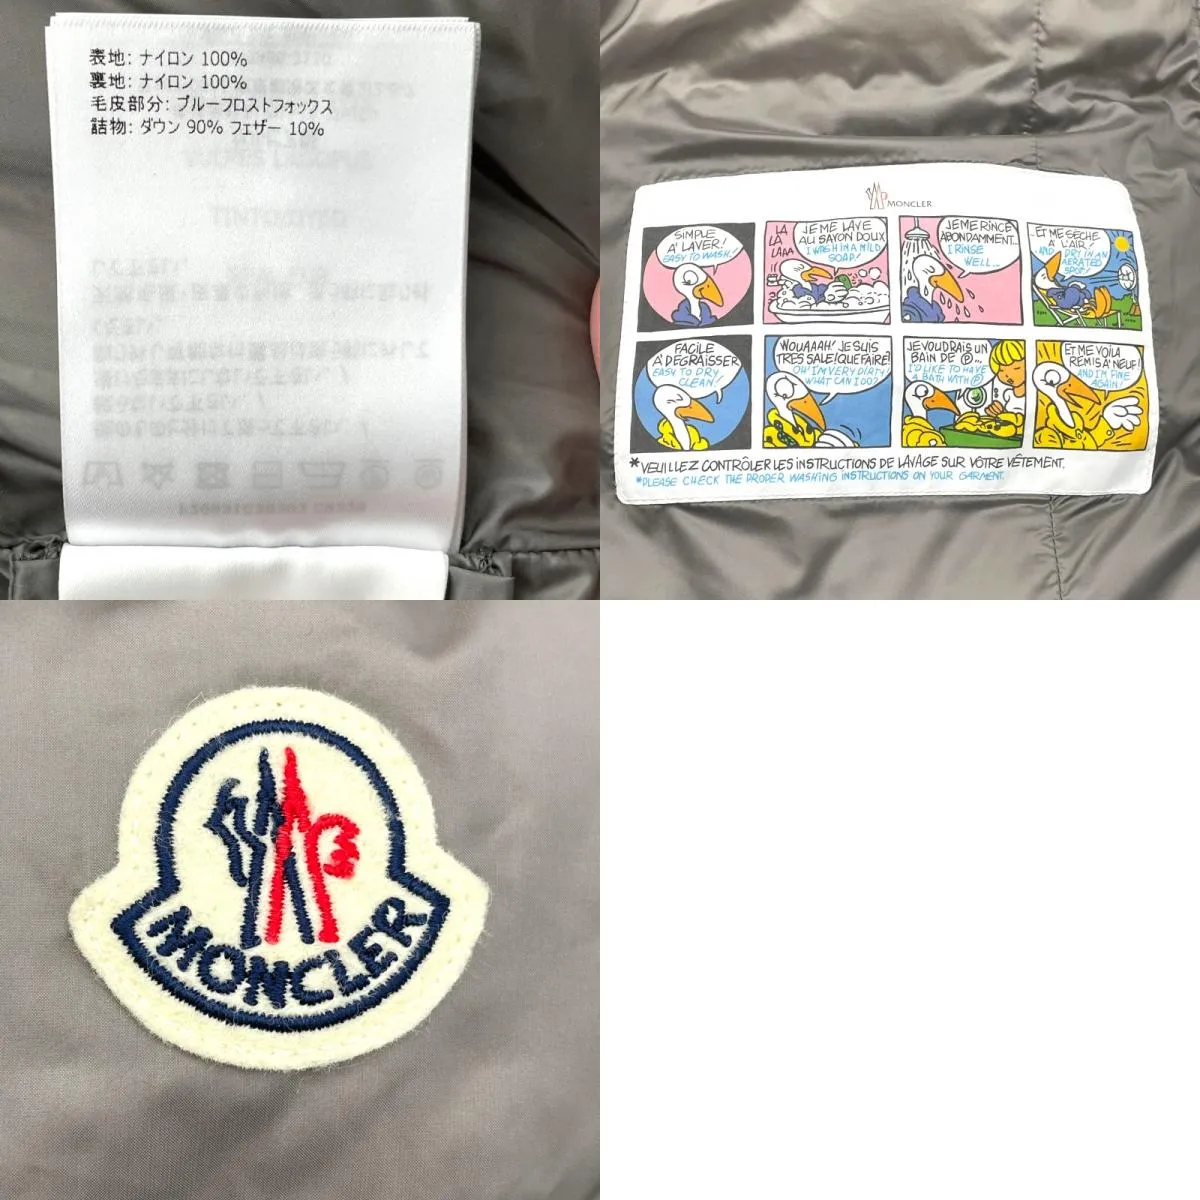 表地: ナイロン 100%
裏地: ナイロン 100%
毛皮部分: ブルーフロストフォックス
詰物: ダウン 90% フェザー 10%
MONCLER
SIMPLE
À LAVER!
EASY TO WASH!
LA
LA
LAAA
JE ME LAVE
AU SAVON DOUX
I WASH IN A MILD
SOAP!
JE ME RINCE
ABONDAMMENT...
I RINSE
WELL...
...ET ME SÈCHE
À L'AIR!
...AND DRY IN AN
AERATED
SPOT!
FACILE
À DÉGRAISSER
EASY TO DRY
CLEAN!
WOUAAAH! JE SUIS
TRÈS SALE! QUE FAIRE?
OH! I'M VERY DIRTY!
WHAT CAN I DO?
JE VOUDRAIS UN
BAIN DE Ⓟ...
I'D LIKE TO HAVE
A BATH WITH Ⓟ
ET ME VOILÀ
REMIS À NEUF!
AND I'M FINE
AGAIN!
*VEUILLEZ CONTRÔLER LES INSTRUCTIONS DE LAVAGE SUR VÔTRE VÊTEMENT.
*PLEASE CHECK THE PROPER WASHING INSTRUCTIONS ON YOUR GARMENT.
MONCLER